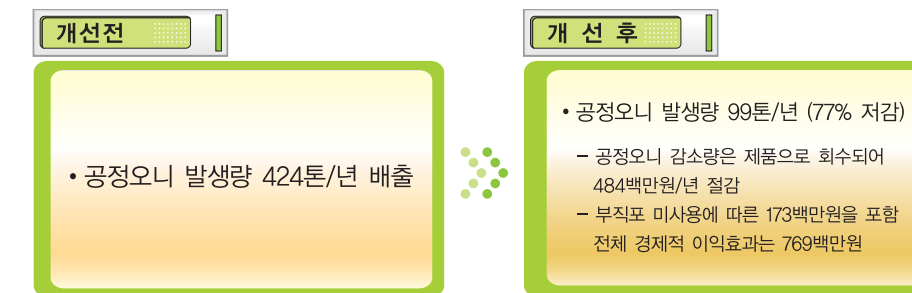 개선전
• 공정오니 발생량 424톤/년 배출
개 선 후
• 공정오니 발생량 99톤/년 (77% 저감)
– 공정오니 감소량은 제품으로 회수되어
484백만원/년 절감
– 부직포 미사용에 따른 173백만원을 포함
전체 경제적 이익효과는 769백만원